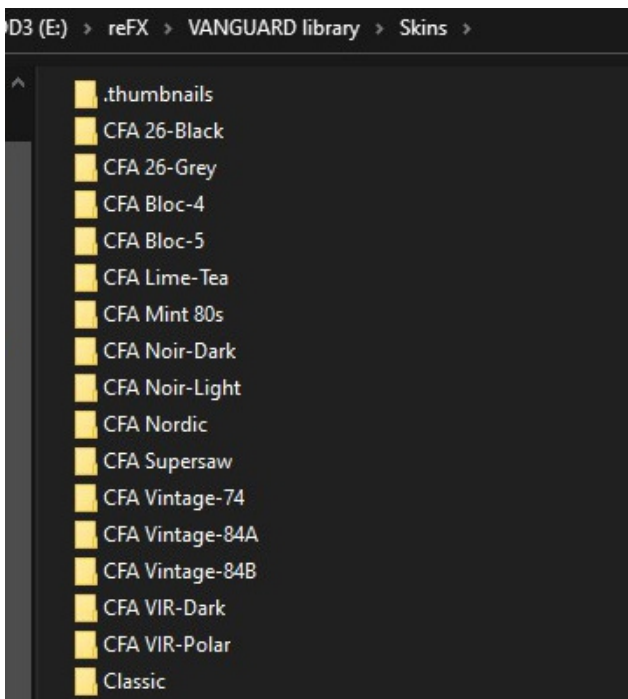 D3 (E:) > reFX > VANGUARD library > Skins >
.thumbnails
CFA 26-Black
CFA 26-Grey
CFA Bloc-4
CFA Bloc-5
CFA Lime-Tea
CFA Mint 80s
CFA Noir-Dark
CFA Noir-Light
CFA Nordic
CFA Supersaw
CFA Vintage-74
CFA Vintage-84A
CFA Vintage-84B
CFA VIR-Dark
CFA VIR-Polar
Classic